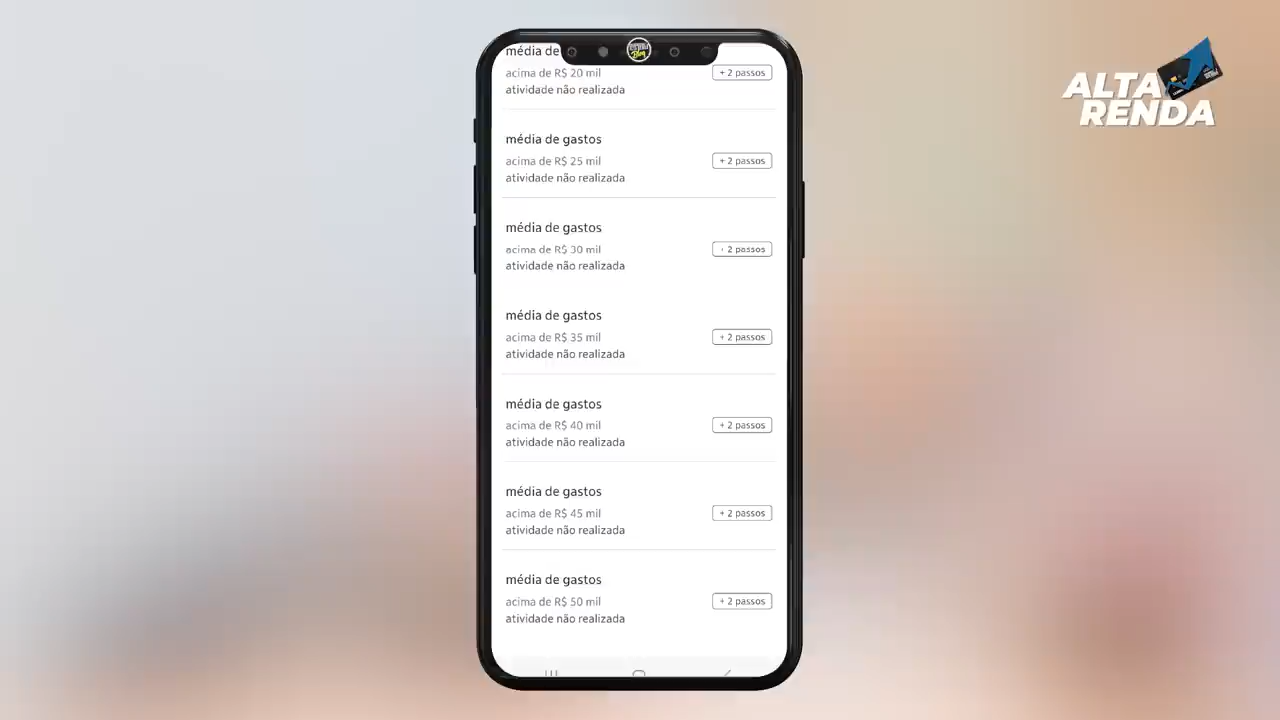 ALTA
RENDA
média de
acima de R$ 20 mil
+ 2 passos
atividade não realizada
média de gastos
acima de R$ 25 mil
+ 2 passos
atividade não realizada
média de gastos
acima de R$ 30 mil
+ 2 passos
atividade não realizada
média de gastos
acima de R$ 35 mil
+ 2 passos
atividade não realizada
média de gastos
acima de R$ 40 mil
+ 2 passos
atividade não realizada
média de gastos
acima de R$ 45 mil
+ 2 passos
atividade não realizada
média de gastos
acima de R$ 50 mil
+ 2 passos
atividade não realizada